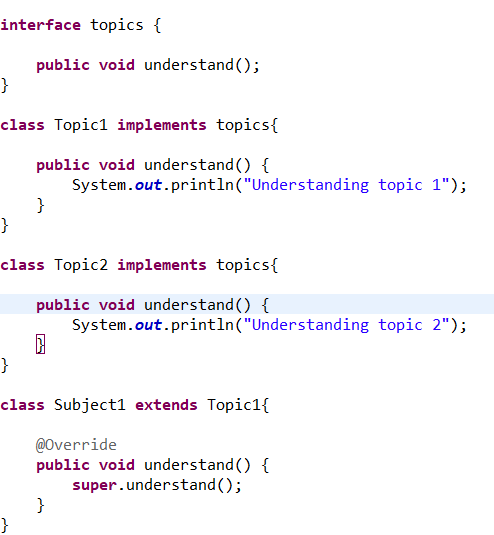 interface topics {
public void understand();
}
class Topic1 implements topics{
public void understand() {
System.out.println("Understanding topic 1");
}
}
class Topic2 implements topics{
public void understand() {
System.out.println("Understanding topic 2");
}
}
class Subject1 extends Topic1{
@Override
public void understand() {
super.understand();
}
}